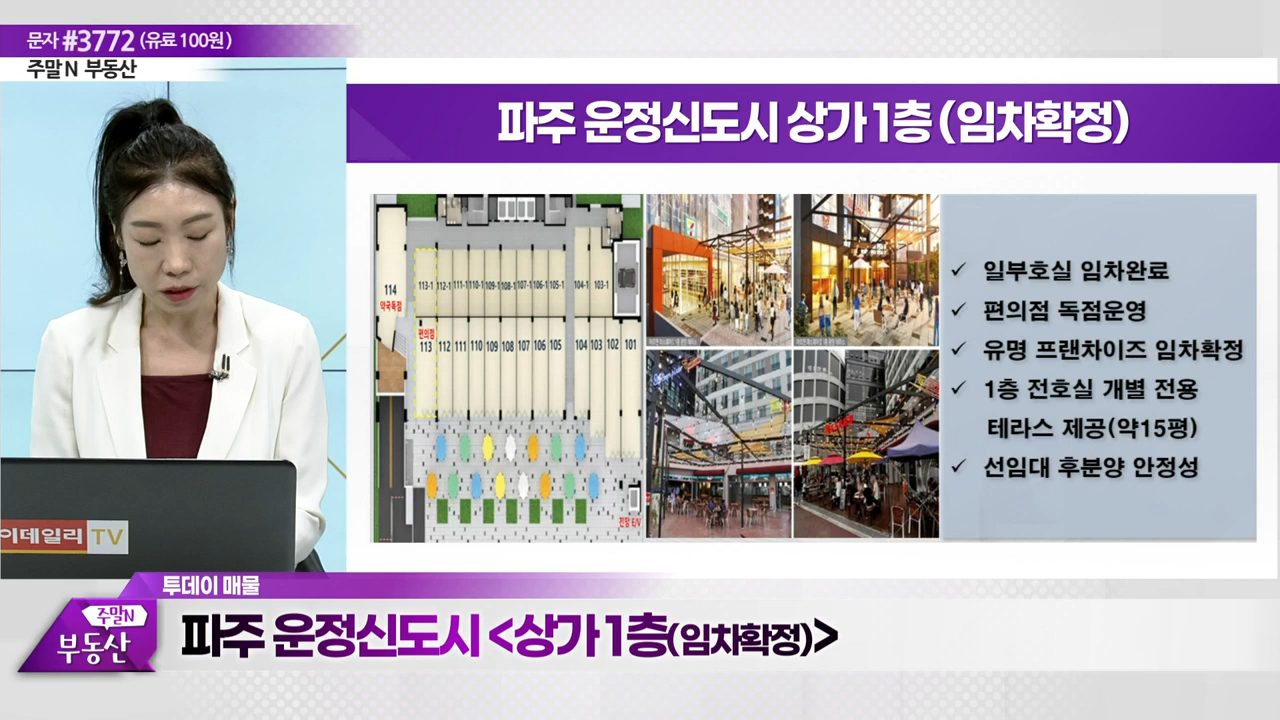 문자 #3772 (유료 100원)
주말N 부동산
파주 운정신도시 상가 1층 (임차확정)
114
약국독점
113-1 112-1 111-1 110-1 109-1 108-1 107-1 106-1 105-1 104-1 103-1
편의점
113 112 111 110 109 108 107 106 105 104 103 102 101
전망 E/V
✓ 일부호실 임차완료
✓ 편의점 독점운영
✓ 유명 프랜차이즈 임차확정
✓ 1층 전호실 개별 전용
테라스 제공(약15평)
✓ 선임대 후분양 안정성
이데일리 TV
투데이 매물
주말N
부동산
파주 운정신도시 <상가 1층(임차확정)>